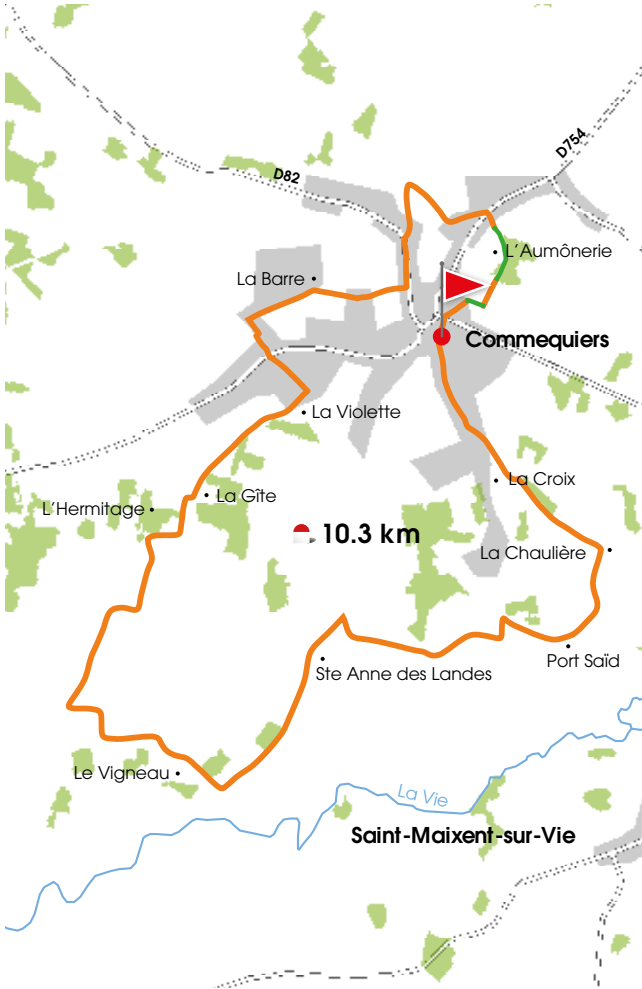 D754
D82
L'Aumônerie
La Barre
Commequiers
La Violette
La Croix
La Gîte
L'Hermitage
10.3 km
La Chaulière
Port Saïd
Ste Anne des Landes
Le Vigneau
La Vie
Saint-Maixent-sur-Vie